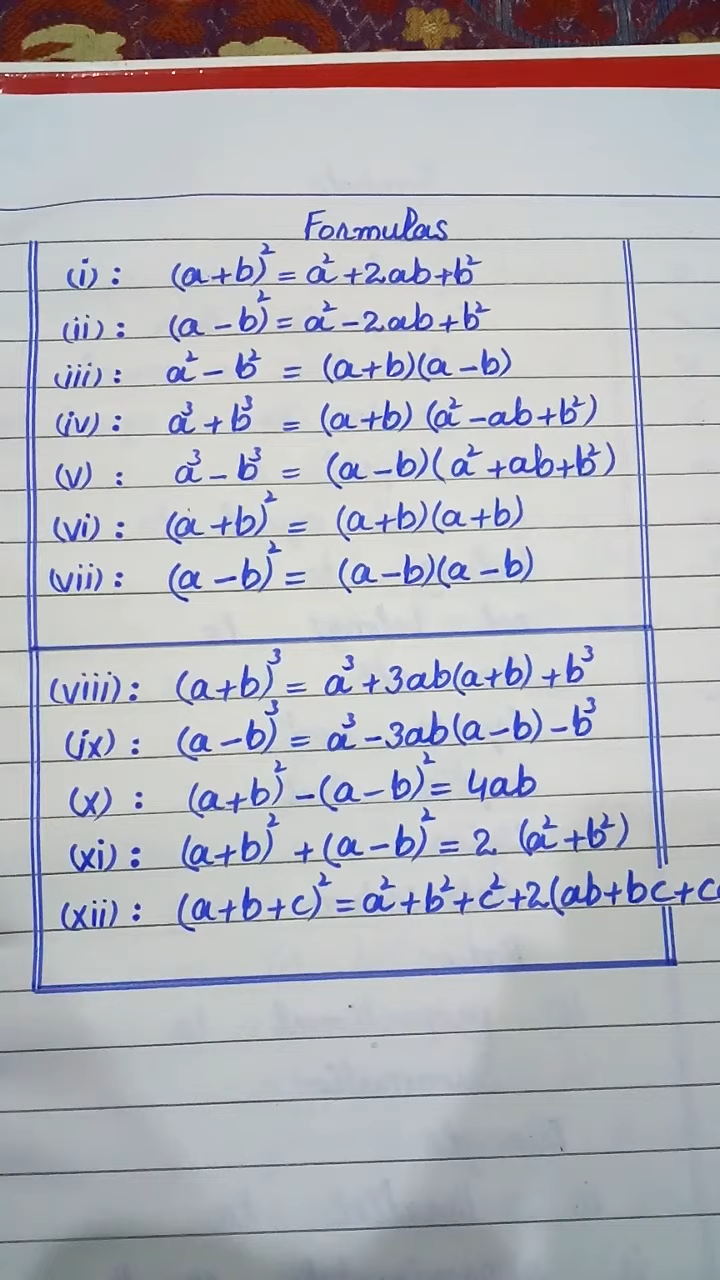 Formulas
(i): (a+b)² = a²+2ab+b²
(ii): (a-b)² = a²-2ab+b²
(iii): a²-b² = (a+b)(a-b)
(iv): a³+b³ = (a+b)(a²-ab+b²)
(v): a³-b³ = (a-b)(a²+ab+b²)
(vi): (a+b)² = (a+b)(a+b)
(vii): (a-b)² = (a-b)(a-b)
(viii): (a+b)³ = a³+3ab(a+b)+b³
(ix): (a-b)³ = a³-3ab(a-b)-b³
(x): (a+b)²-(a-b)² = 4ab
(xi): (a+b)²+(a-b)² = 2(a²+b²)
(xii): (a+b+c)² = a²+b²+c²+2(ab+bc+c